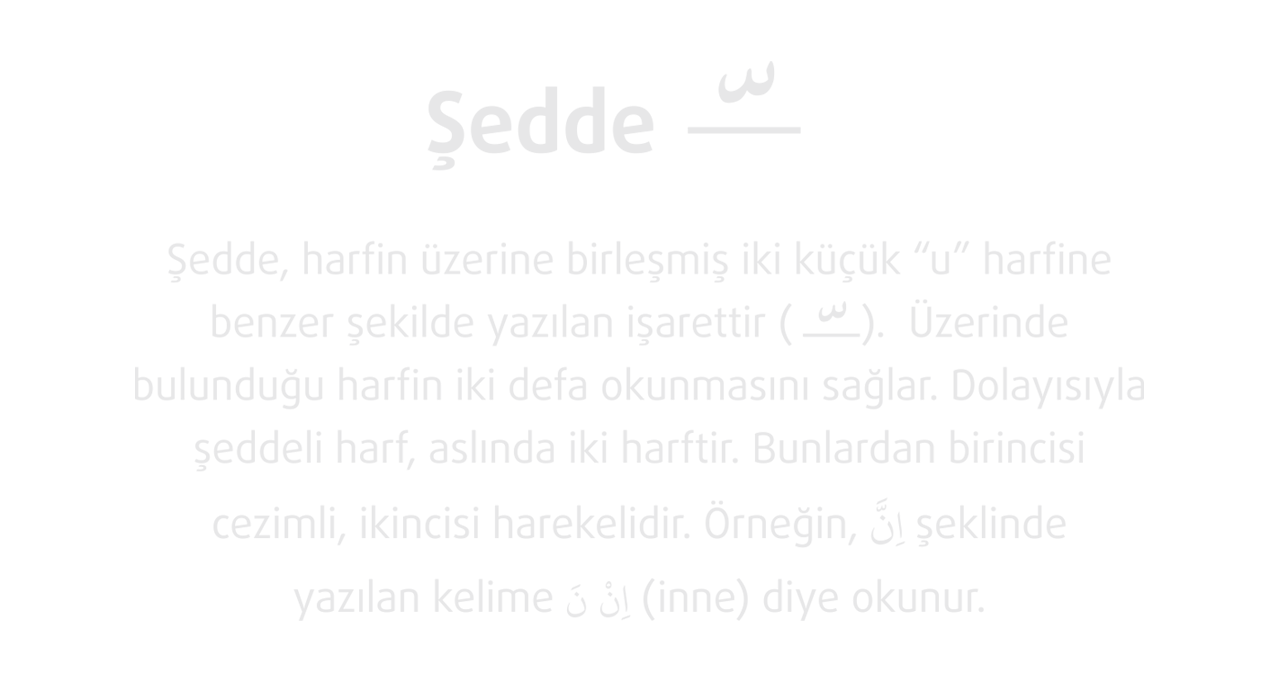 Şedde ـّـ
Şedde, harfin üzerine birleşmiş iki küçük “u” harfine
benzer şekilde yazılan işarettir ( ـّـ). Üzerinde
bulunduğu harfin iki defa okunmasını sağlar. Dolayısıyla
şeddeli harf, aslında iki harftir. Bunlardan birincisi
cezimli, ikincisi harekelidir. Örneğin, اِنَّ şeklinde
yazılan kelime اِنْ نَ (inne) diye okunur.